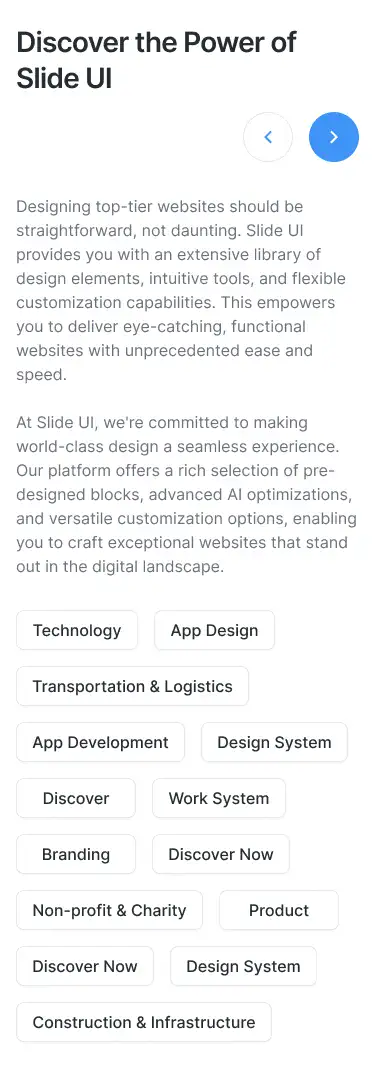 Discover the Power of
Slide UI
Designing top-tier websites should be
straightforward, not daunting. Slide UI
provides you with an extensive library of
design elements, intuitive tools, and flexible
customization capabilities. This empowers
you to deliver eye-catching, functional
websites with unprecedented ease and
speed.
At Slide UI, we're committed to making
world-class design a seamless experience.
Our platform offers a rich selection of pre-
designed blocks, advanced AI optimizations,
and versatile customization options, enabling
you to craft exceptional websites that stand
out in the digital landscape.
Technology
App Design
Transportation & Logistics
App Development
Design System
Discover
Work System
Branding
Discover Now
Non-profit & Charity
Product
Discover Now
Design System
Construction & Infrastructure